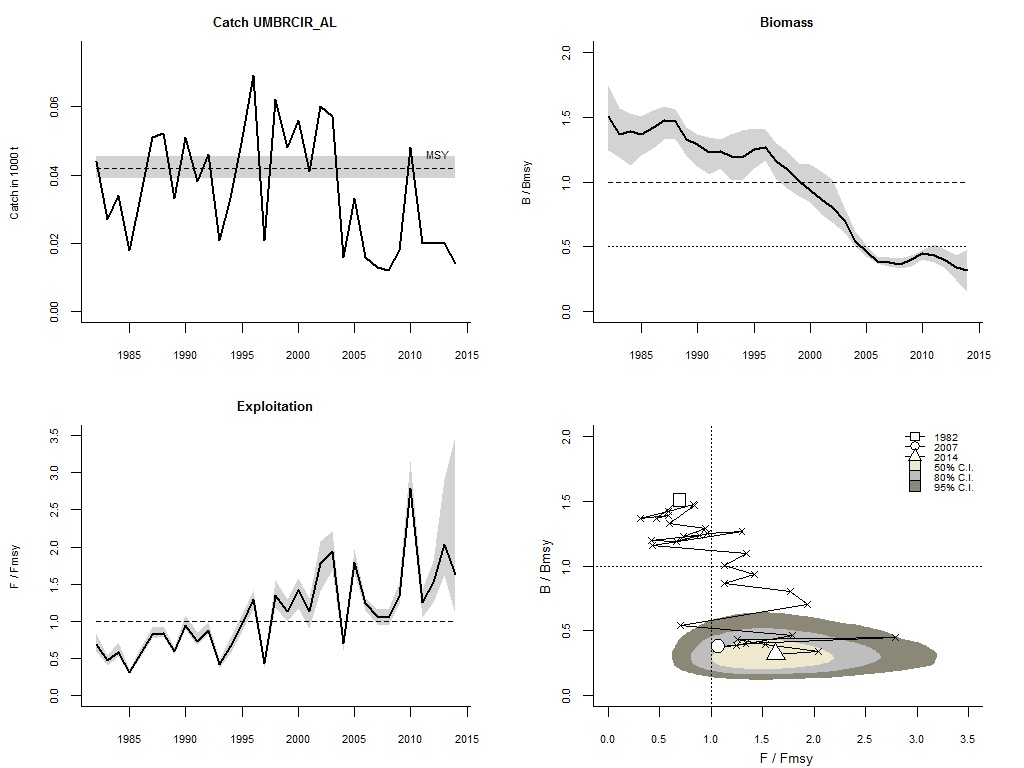 Catch UMBRCIR_AL
Catch in 1000 t
0.00 0.02 0.04 0.06
MSY
1985 1990 1995 2000 2005 2010 2015
Biomass
B / Bmsy
0.0 0.5 1.0 1.5 2.0
1985 1990 1995 2000 2005 2010 2015
Exploitation
F / Fmsy
0.0 0.5 1.0 1.5 2.0 2.5 3.0 3.5
1985 1990 1995 2000 2005 2010 2015
B / Bmsy
0.0 0.5 1.0 1.5 2.0
1982
2007
2014
50% C.I.
80% C.I.
95% C.I.
0.0 0.5 1.0 1.5 2.0 2.5 3.0 3.5
F / Fmsy